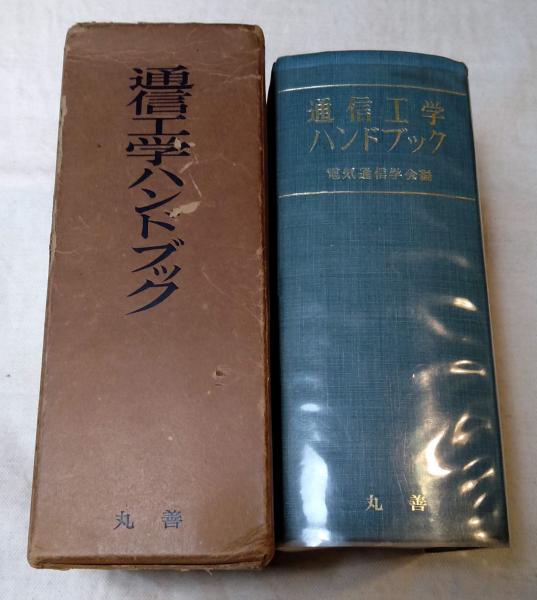 通信工学ハンドブック
丸善
通信工学
ハンドブック
電気通信学会編
丸善